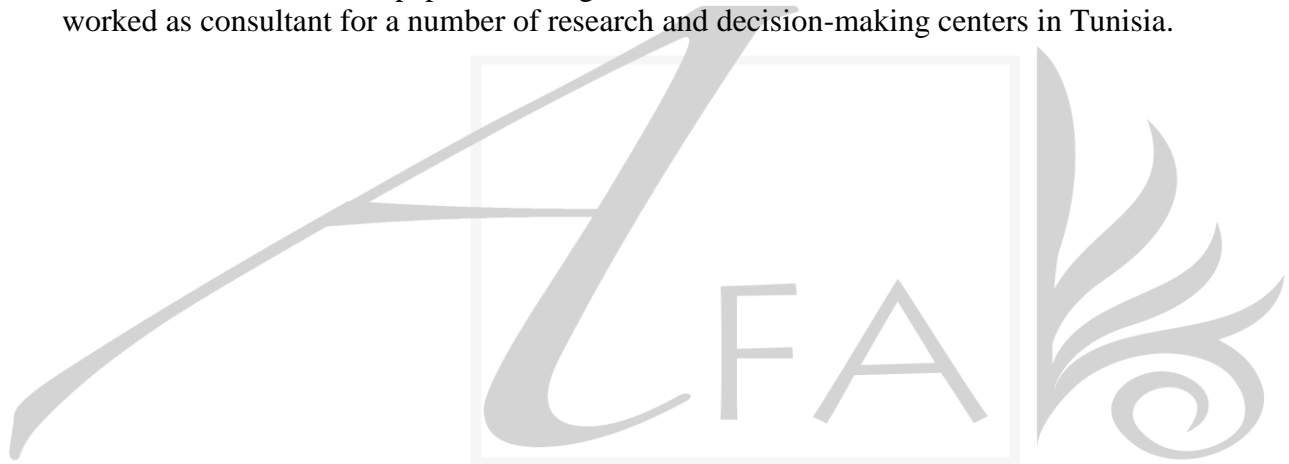 worked as consultant for a number of research and decision-making centers in Tunisia.
AFA